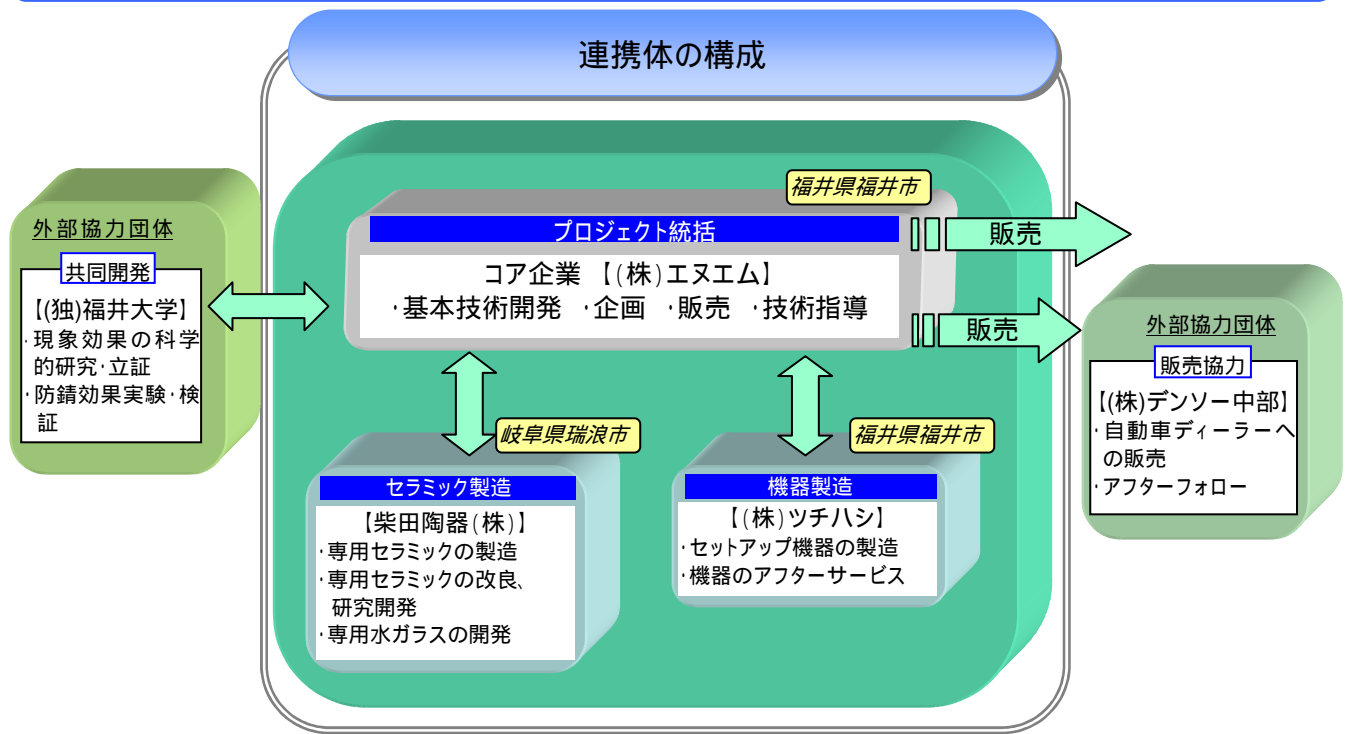 連携体の構成
外部協力団体
共同開発
【(独)福井大学】
･現象効果の科学
的研究･立証
･防錆効果実験･検
証
福井県福井市
プロジェクト統括
コア企業 【(株)エヌエム】
･基本技術開発 ･企画 ･販売 ･技術指導
販売
販売
外部協力団体
販売協力
【(株)デンソー中部】
･自動車ディーラーへ
の販売
･アフターフォロー
岐阜県瑞浪市
セラミック製造
【柴田陶器(株)】
･専用セラミックの製造
･専用セラミックの改良、
研究開発
･専用水ガラスの開発
福井県福井市
機器製造
【(株)ツチハシ】
･セットアップ機器の製造
･機器のアフターサービス